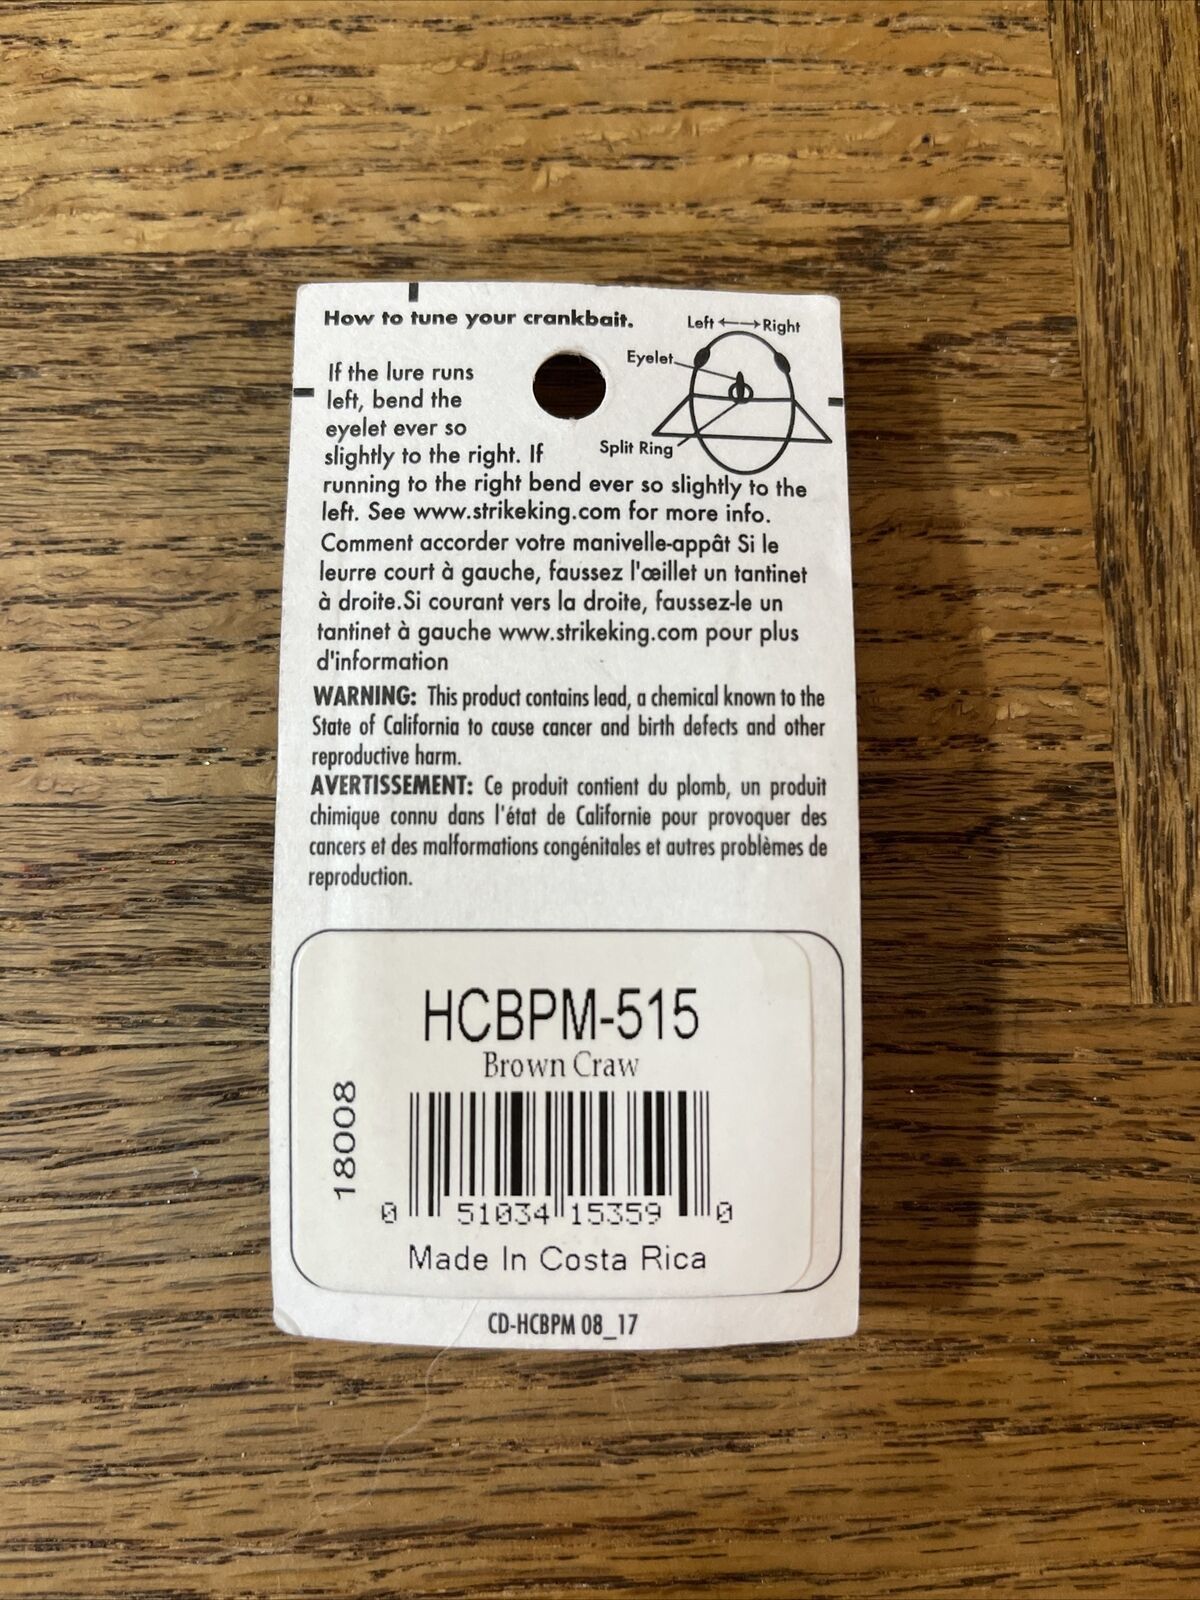 How to tune your crankbait.
Left
Right
Eyelet
Split Ring
If the lure runs
left, bend the
eyelet ever so
slightly to the right. If
running to the right bend ever so slightly to the
left. See www.strikeking.com for more info.
Comment accorder votre manivelle-appât Si le
leurre court à gauche, faussez l'œillet un tantinet
à droite.Si courant vers la droite, faussez-le un
tantinet à gauche www.strikeking.com pour plus
d'information
WARNING: This product contains lead, a chemical known to the
State of California to cause cancer and birth defects and other
reproductive harm.
AVERTISSEMENT: Ce produit contient du plomb, un produit
chimique connu dans l'état de Californie pour provoquer des
cancers et des malformations congénitales et autres problèmes de
reproduction.
HCBPM-515
Brown Craw
18008
0 51034 15359 0
Made In Costa Rica
CD-HCBPM 08_17